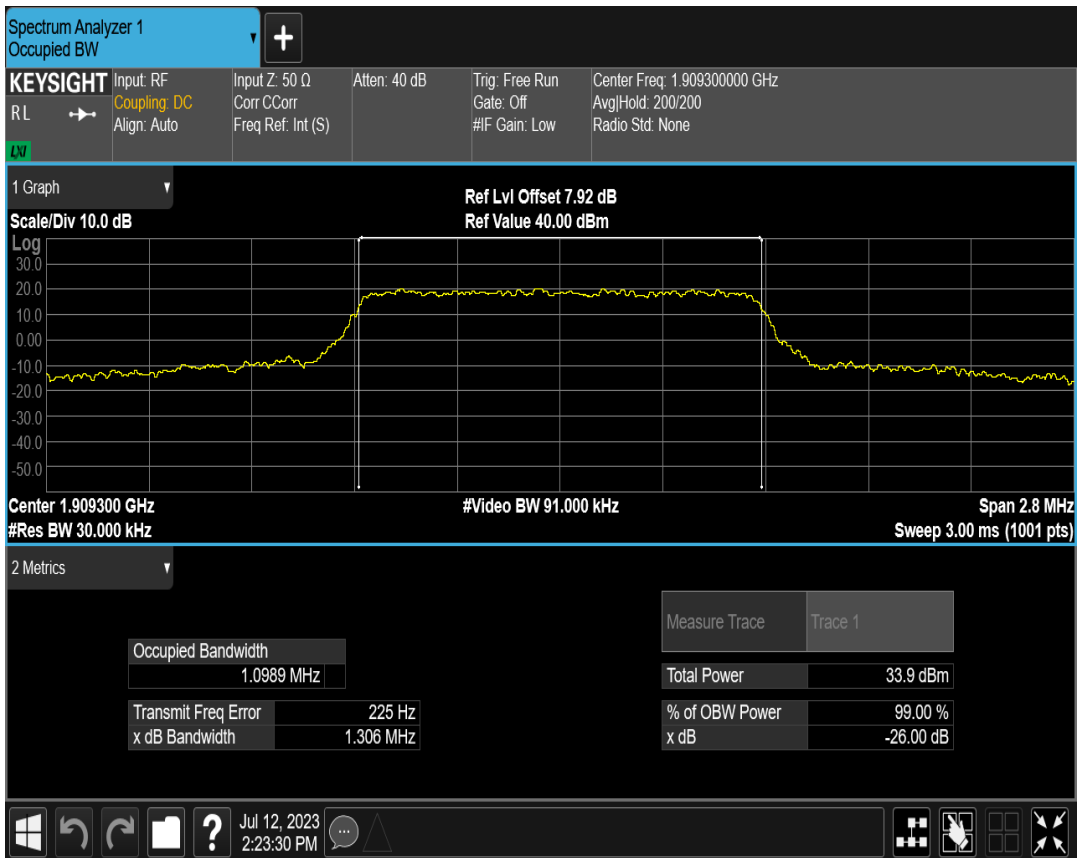 Spectrum Analyzer 1
Occupied BW
KEYSIGHT
RL
LXI
Input: RF
Coupling: DC
Align: Auto
Input Z: 50 Ω
Corr CCorr
Freq Ref: Int (S)
Atten: 40 dB
Trig: Free Run
Gate: Off
#IF Gain: Low
Center Freq: 1.909300000 GHz
Avg|Hold: 200/200
Radio Std: None
1 Graph
Scale/Div 10.0 dB
Ref Lvl Offset 7.92 dB
Ref Value 40.00 dBm
Log
30.0
20.0
10.0
0.00
-10.0
-20.0
-30.0
-40.0
-50.0
Center 1.909300 GHz
#Res BW 30.000 kHz
#Video BW 91.000 kHz
Span 2.8 MHz
Sweep 3.00 ms (1001 pts)
2 Metrics
Occupied Bandwidth
1.0989 MHz
Transmit Freq Error 225 Hz
x dB Bandwidth 1.306 MHz
Measure Trace Trace 1
Total Power 33.9 dBm
% of OBW Power 99.00 %
x dB -26.00 dB
?
Jul 12, 2023
2:23:30 PM